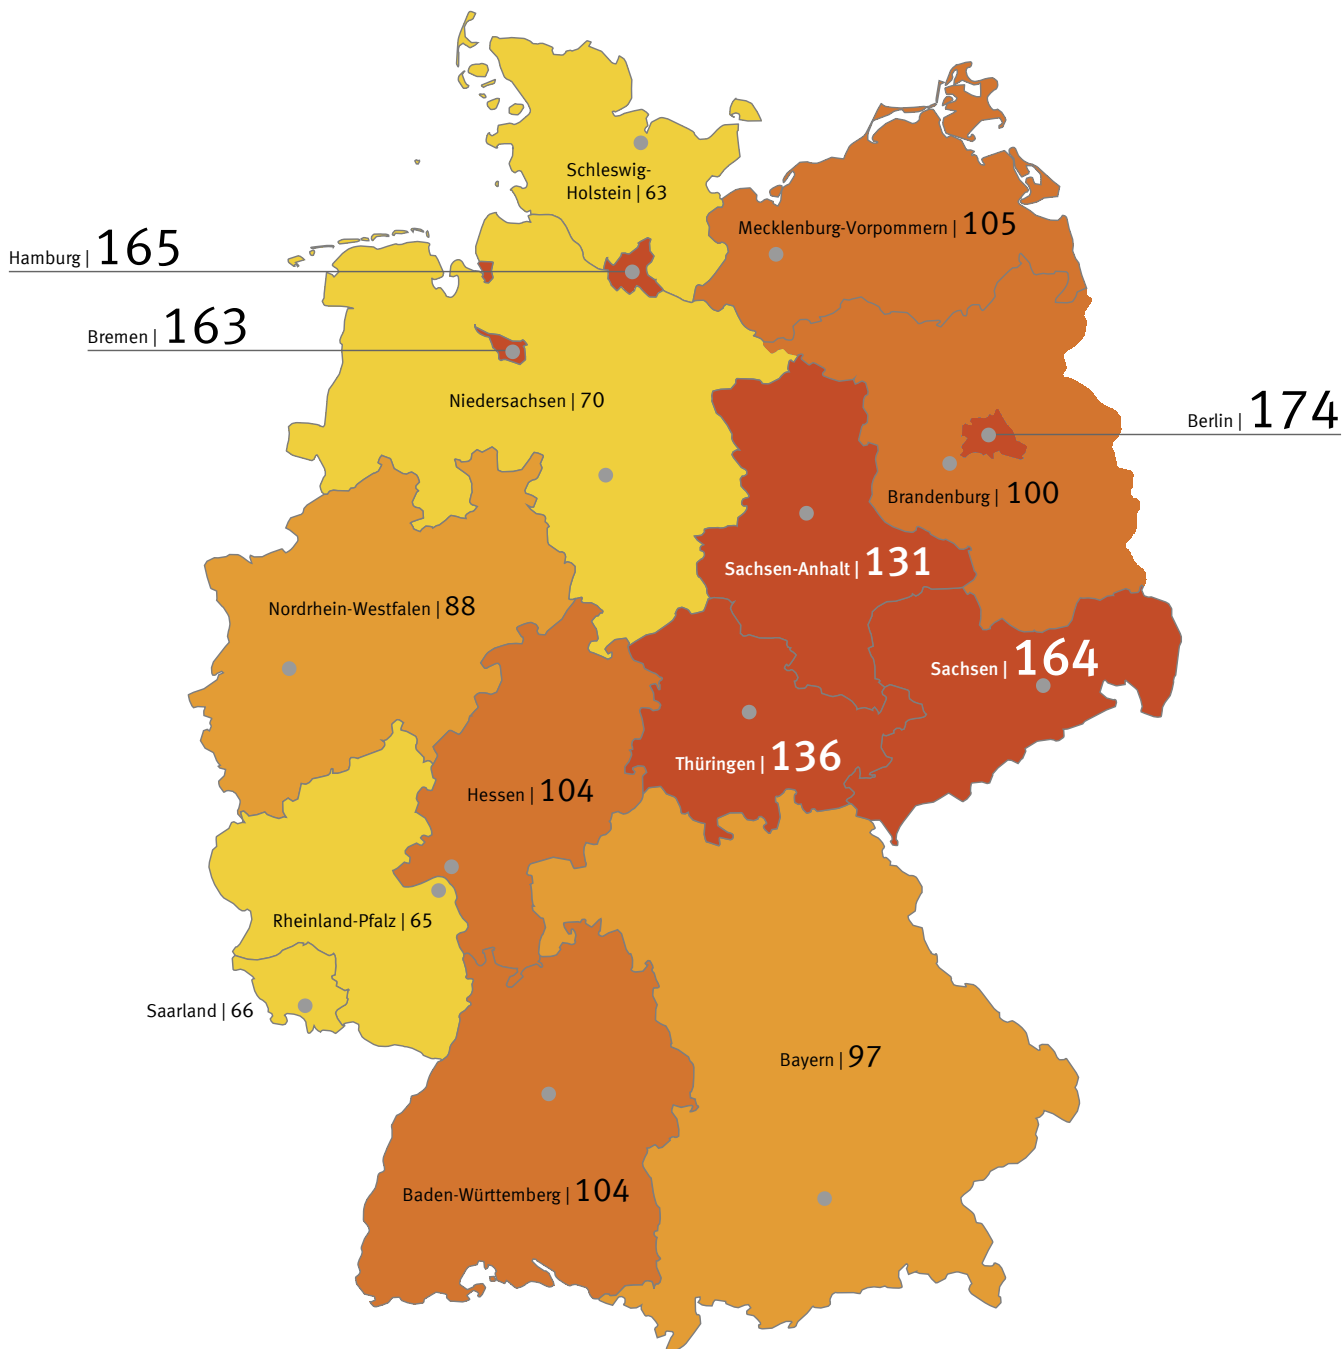 Schleswig-
Holstein | 63
Mecklenburg-Vorpommern | 105
Hamburg | 165
Bremen | 163
Niedersachsen | 70
Berlin | 174
Brandenburg | 100
Sachsen-Anhalt | 131
Nordrhein-Westfalen | 88
Sachsen | 164
Thüringen | 136
Hessen | 104
Rheinland-Pfalz | 65
Saarland | 66
Bayern | 97
Baden-Württemberg | 104